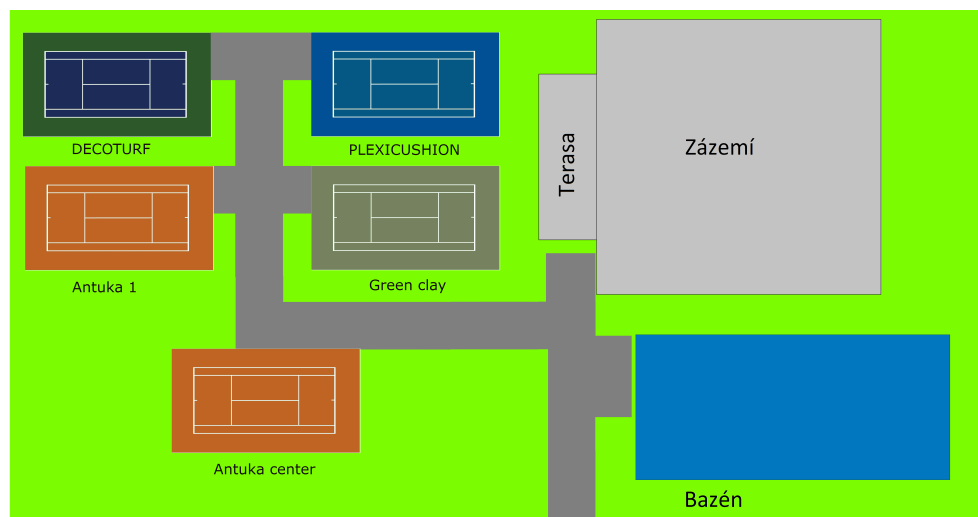 DECOTURF
PLEXICUSHION
Terasa
Zázemí
Antuka 1
Green clay
Antuka center
Bazén